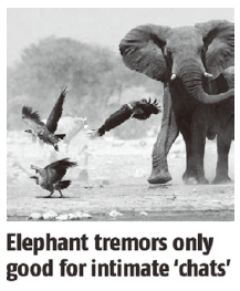 Elephant tremors only
good for intimate ‘chats’